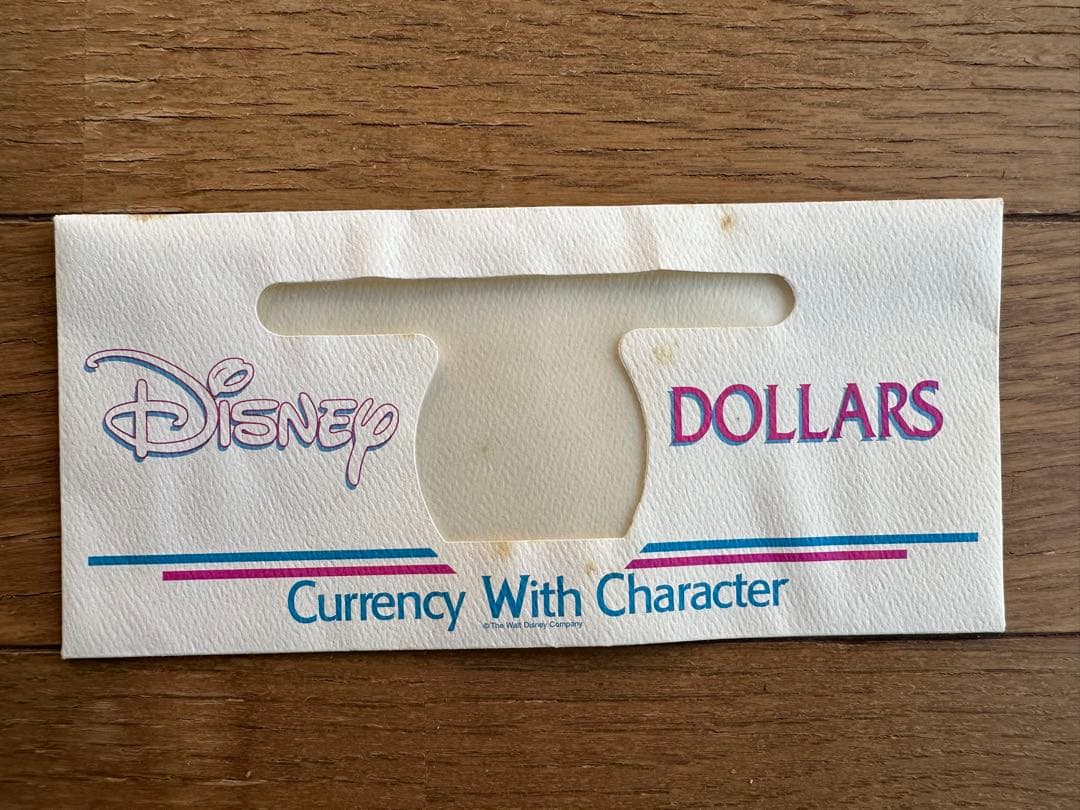 Disney
DOLLARS
Currency With Character
© The Walt Disney Company